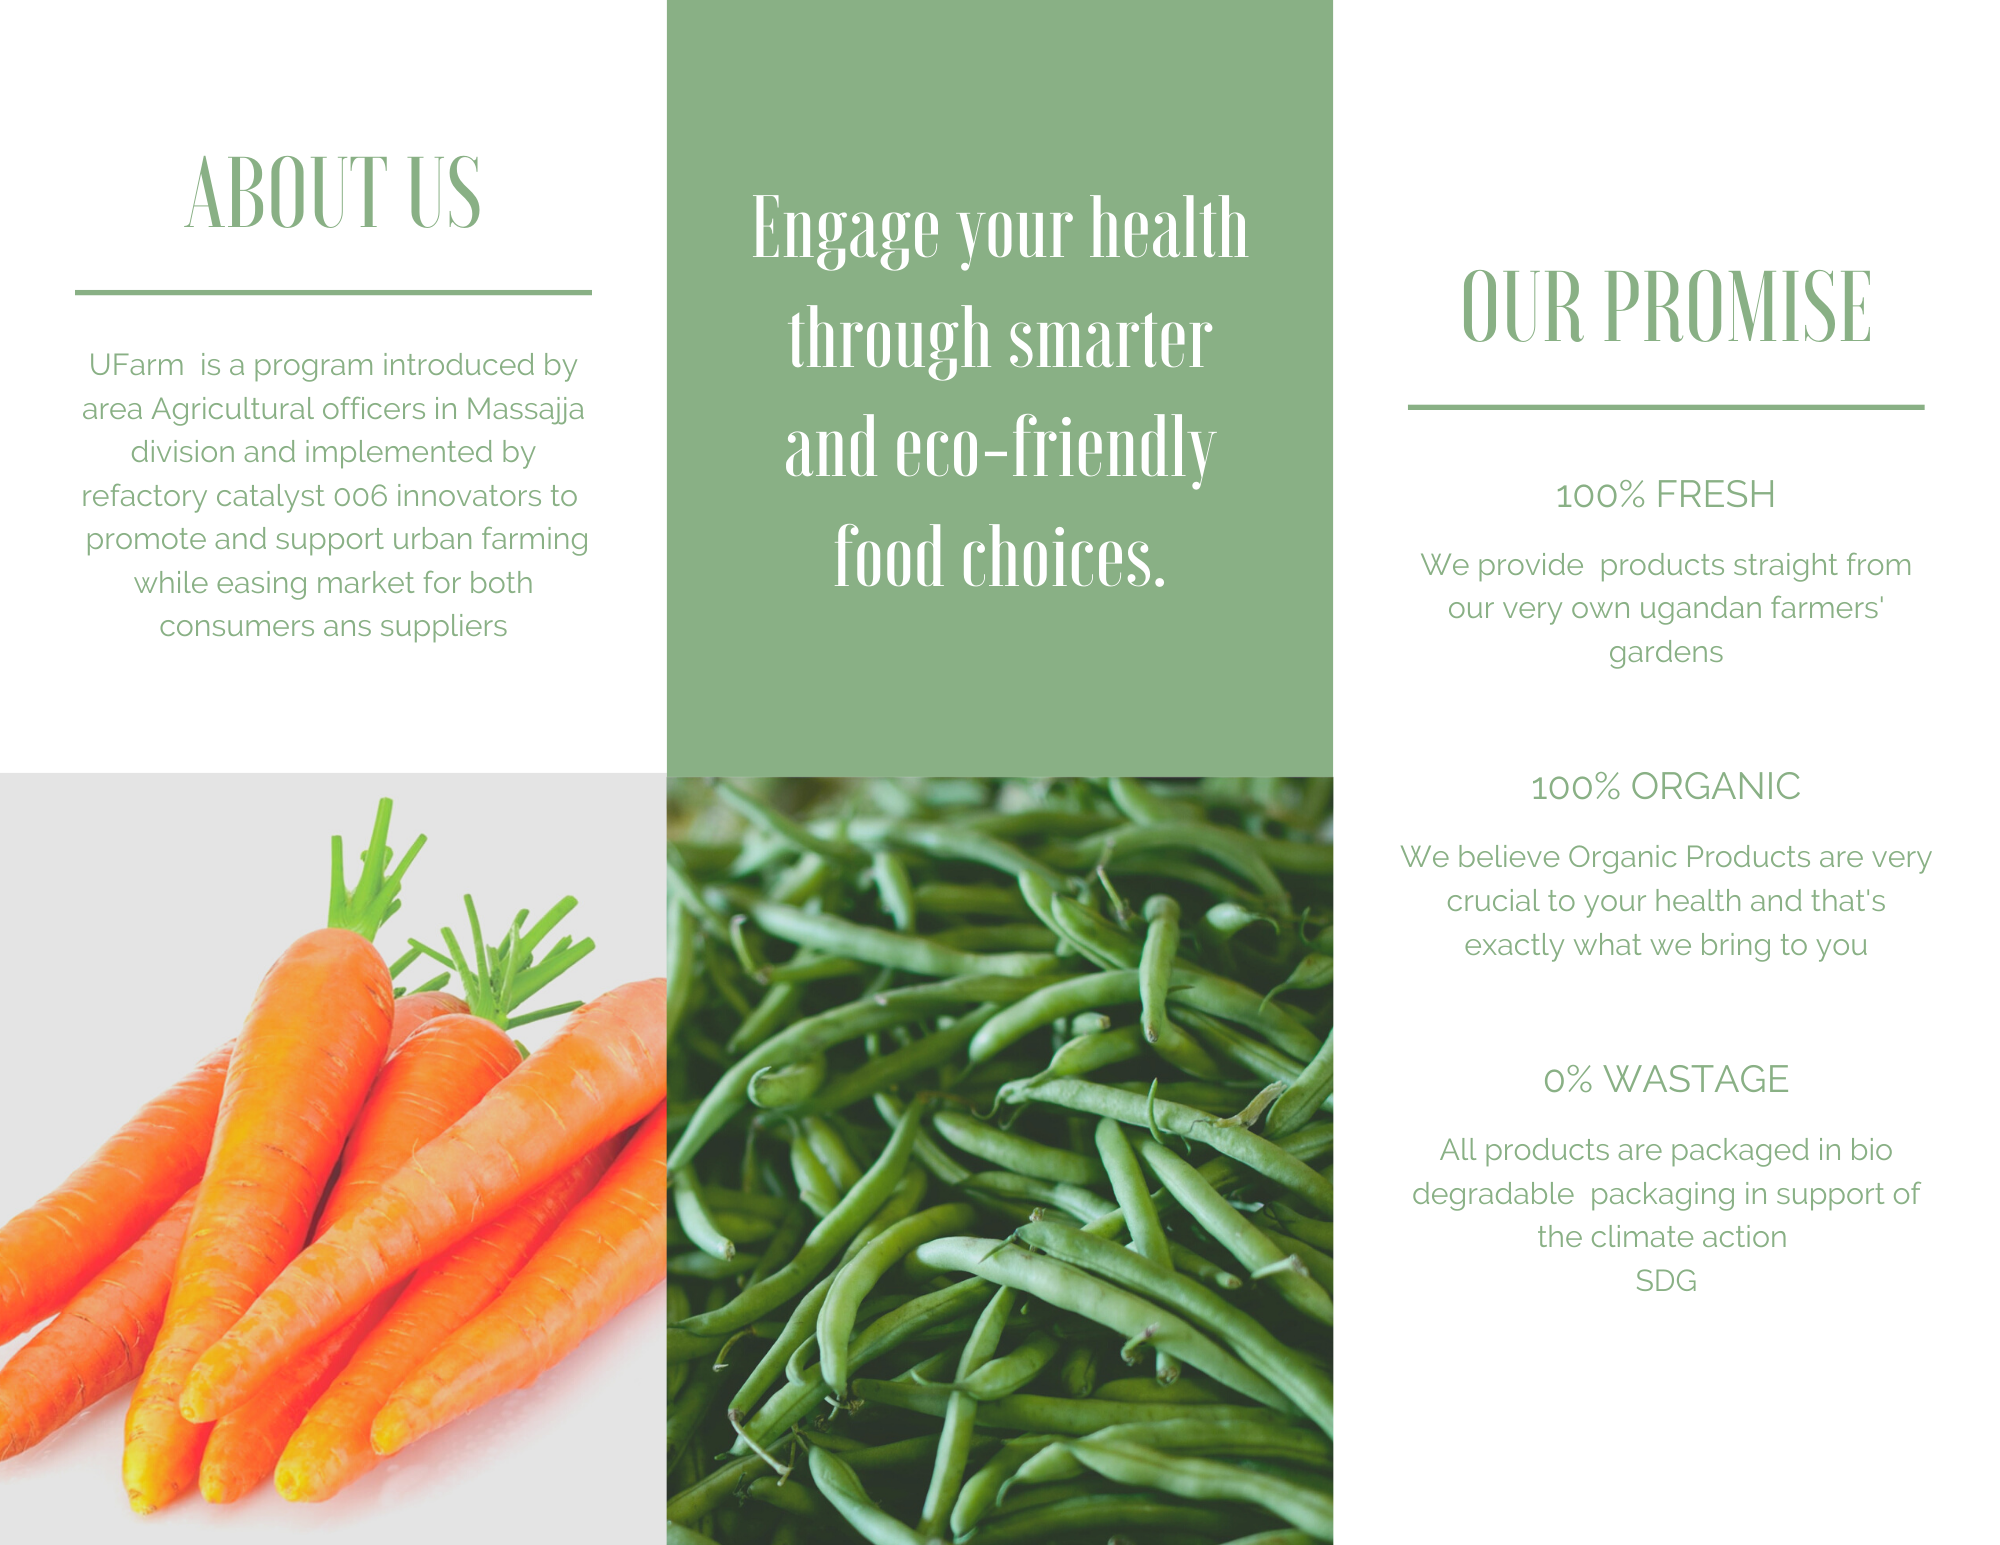 ABOUT US
UFarm  is a program introduced by
area Agricultural officers in Massajja
division and implemented by
refactory catalyst 006 innovators to
promote and support urban farming
while easing market for both
consumers ans suppliers
Engage your health
through smarter
and eco-friendly
food choices.
OUR PROMISE
100% FRESH
We provide  products straight from
our very own ugandan farmers'
gardens
100% ORGANIC
We believe Organic Products are very
crucial to your health and that's
exactly what we bring to you
0% WASTAGE
All products are packaged in bio
degradable  packaging in support of
the climate action
SDG